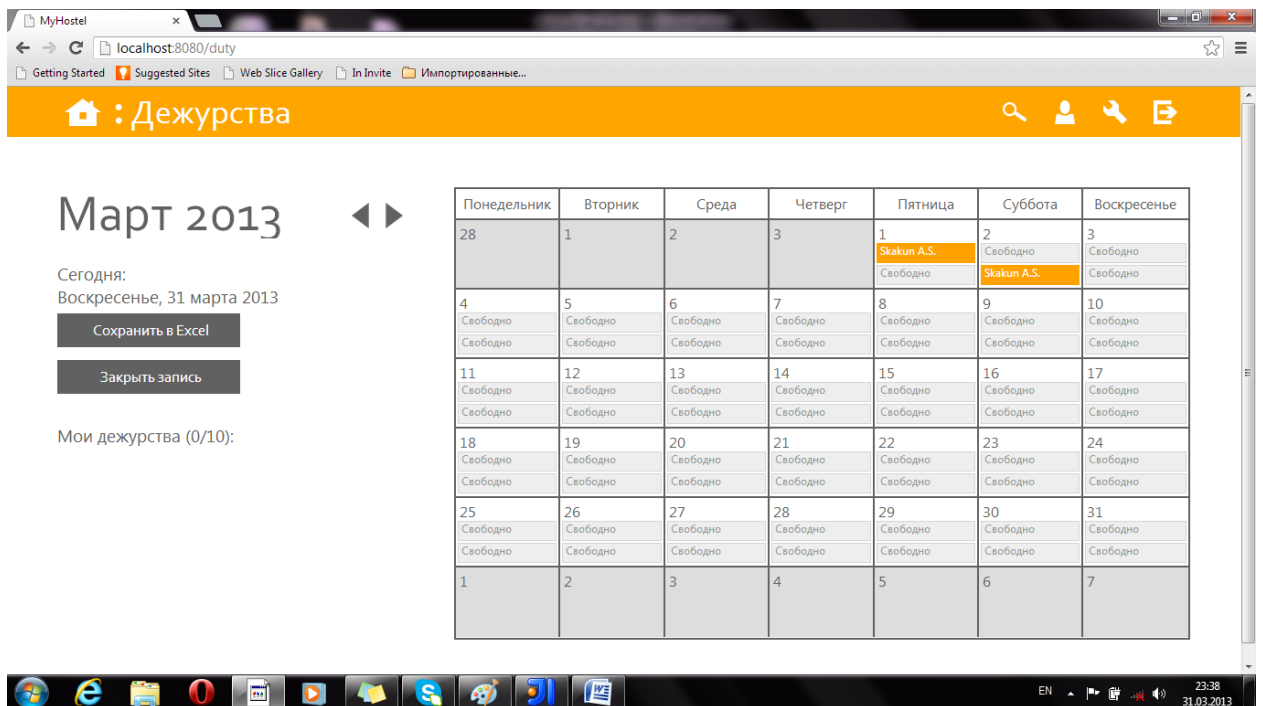 MyHostel
localhost:8080/duty
Getting Started Suggested Sites Web Slice Gallery In Invite Импортированные...
: Дежурства
Март 2013
Сегодня:
Воскресенье, 31 марта 2013
Сохранить в Excel
Закрыть запись
Мои дежурства (0/10):
Понедельник Вторник Среда Четверг Пятница Суббота Воскресенье
28 1 2 3 1 2 3
Skakun A.S. Свободно Свободно
Свободно Skakun A.S. Свободно
4 5 6 7 8 9 10
Свободно Свободно Свободно Свободно Свободно Свободно Свободно
Свободно Свободно Свободно Свободно Свободно Свободно Свободно
11 12 13 14 15 16 17
Свободно Свободно Свободно Свободно Свободно Свободно Свободно
Свободно Свободно Свободно Свободно Свободно Свободно Свободно
18 19 20 21 22 23 24
Свободно Свободно Свободно Свободно Свободно Свободно Свободно
Свободно Свободно Свободно Свободно Свободно Свободно Свободно
25 26 27 28 29 30 31
Свободно Свободно Свободно Свободно Свободно Свободно Свободно
Свободно Свободно Свободно Свободно Свободно Свободно Свободно
1 2 3 4 5 6 7
EN 23:38
31.03.2013